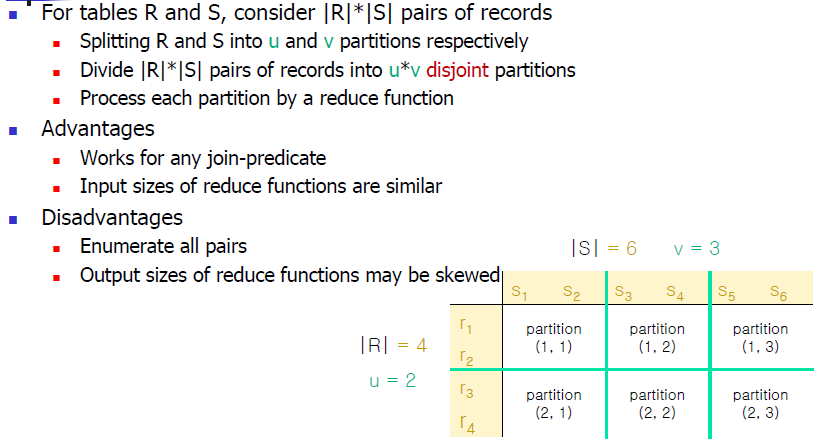 For tables R and S, consider |R|*|S| pairs of records
Splitting R and S into u and v partitions respectively
Divide |R|*|S| pairs of records into u*v disjoint partitions
Process each partition by a reduce function
Advantages
Works for any join-predicate
Input sizes of reduce functions are similar
Disadvantages
Enumerate all pairs
Output sizes of reduce functions may be skewed
|S| = 6 v = 3
s1 s2 s3 s4 s5 s6
|R| = 4
u = 2
r1
r2
r3
r4
partition
(1, 1)
partition
(1, 2)
partition
(1, 3)
partition
(2, 1)
partition
(2, 2)
partition
(2, 3)